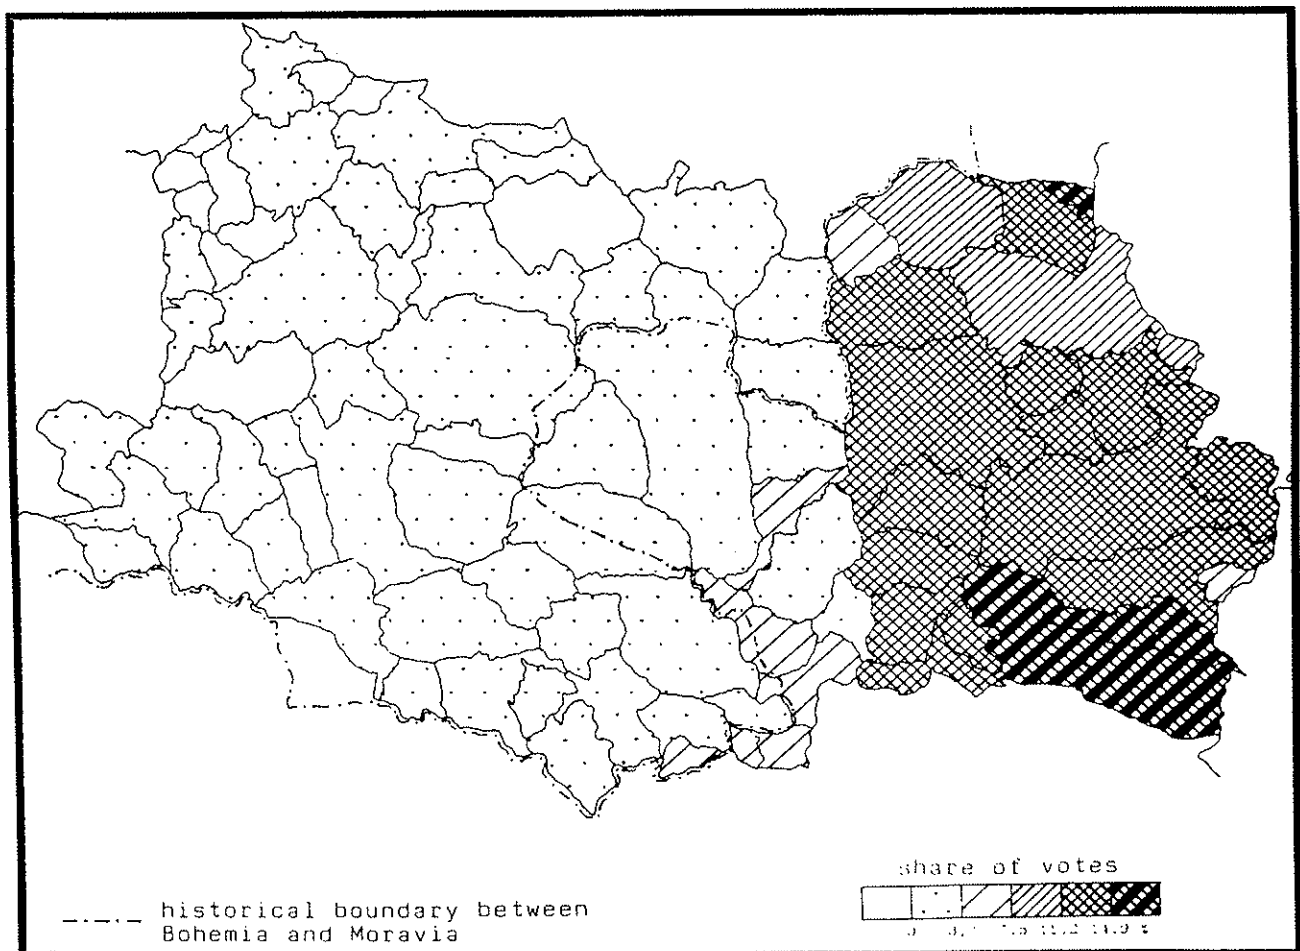 share of votes
historical boundary between
Bohemia and Moravia